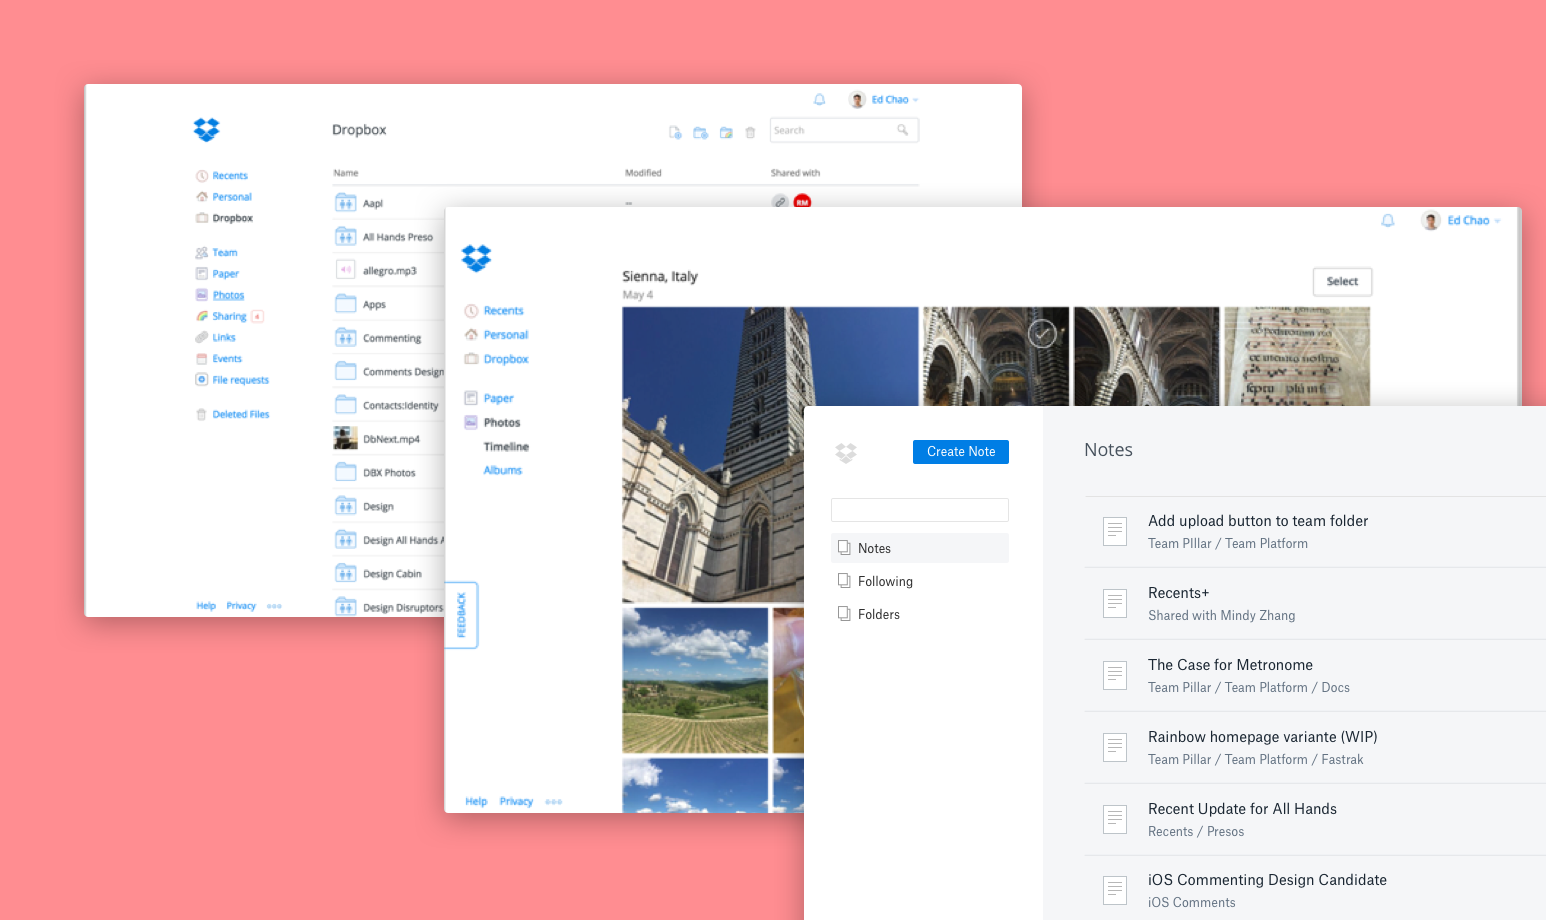 Ed Chao
Dropbox
Search
Recents
Personal
Dropbox
Team
Paper
Photos
Sharing 4
Links
Events
File requests
Deleted Files
Help Privacy
Name Modified Shared with
Aapl -- RM
All Hands Preso
allegro.mp3
Apps
Commenting
Comments Design
Contacts:Identity
DbNext.mp4
DBX Photos
Design
Design All Hands A
Design Cabin
Design Disruptors
Ed Chao
Sienna, Italy
May 4
Select
Recents
Personal
Dropbox
Paper
Photos
Timeline
Albums
FEEDBACK
Help Privacy
Create Note
Notes
Following
Folders
Notes
Add upload button to team folder
Team PIllar / Team Platform
Recents+
Shared with Mindy Zhang
The Case for Metronome
Team Pillar / Team Platform / Docs
Rainbow homepage variante (WIP)
Team Pillar / Team Platform / Fastrak
Recent Update for All Hands
Recents / Presos
iOS Commenting Design Candidate
iOS Comments